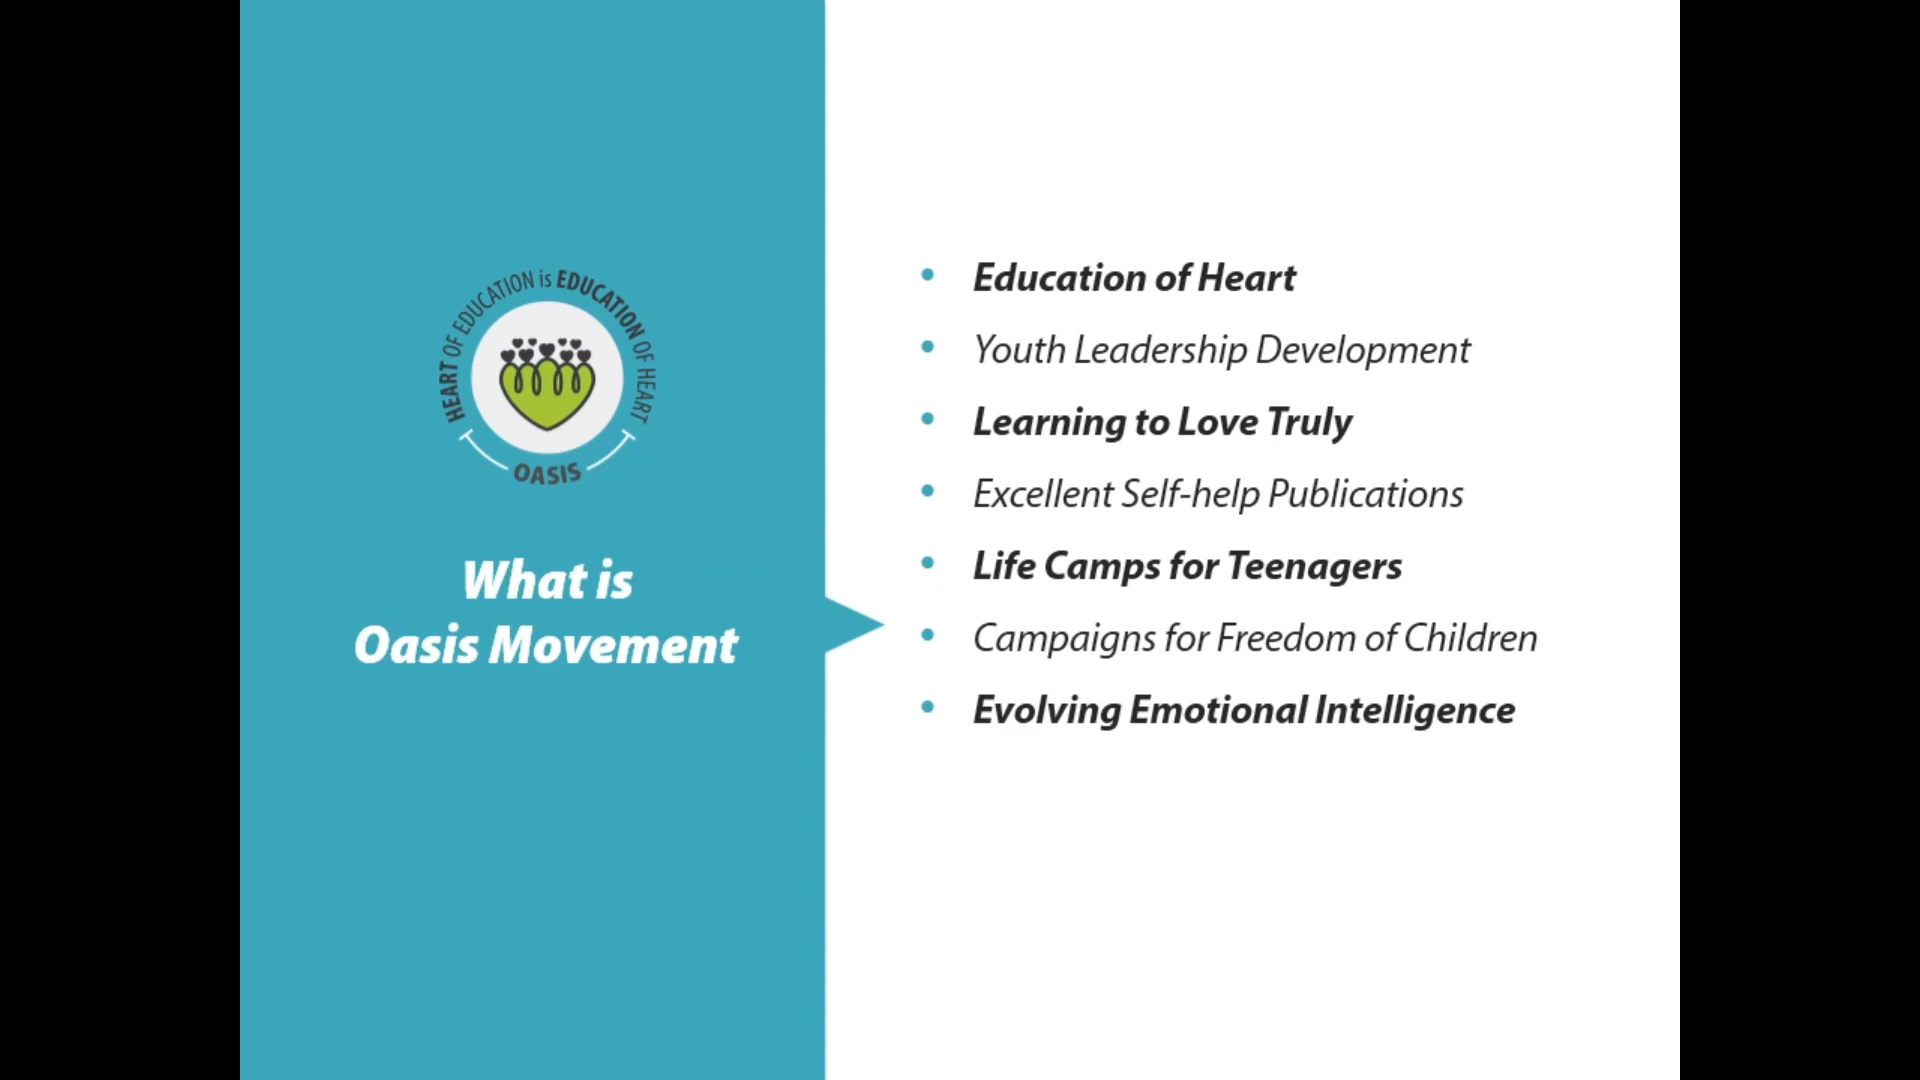 HEART OF EDUCATION is EDUCATION OF HEART
OASIS
What is
Oasis Movement
• Education of Heart
• Youth Leadership Development
• Learning to Love Truly
• Excellent Self-help Publications
• Life Camps for Teenagers
• Campaigns for Freedom of Children
• Evolving Emotional Intelligence